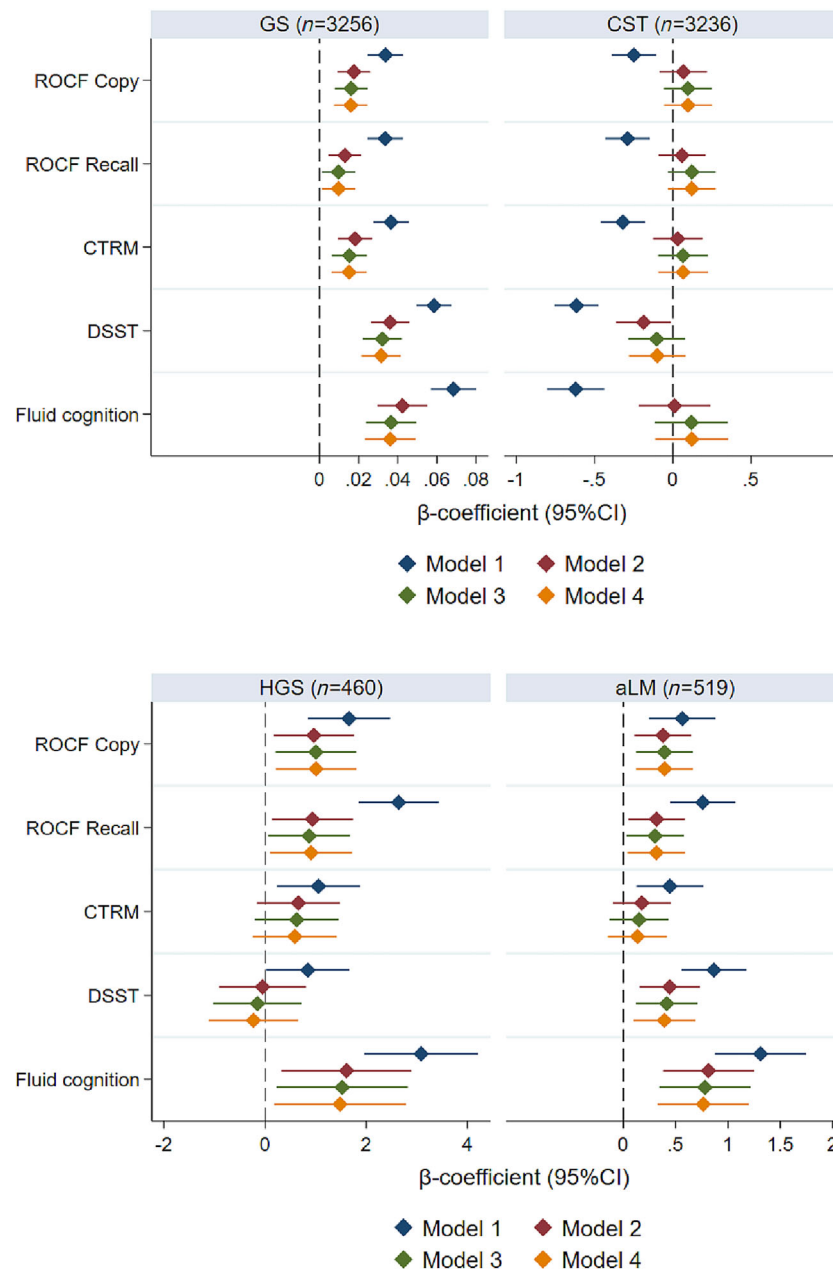 GS (n=3256) CST (n=3236)
ROCF Copy
ROCF Recall
CTRM
DSST
Fluid cognition
0 .02 .04 .06 .08 -1 -.5 0 .5
β-coefficient (95%CI)
Model 1 Model 2
Model 3 Model 4
HGS (n=460) aLM (n=519)
ROCF Copy
ROCF Recall
CTRM
DSST
Fluid cognition
-2 0 2 4 0 .5 1 1.5 2
β-coefficient (95%CI)
Model 1 Model 2
Model 3 Model 4